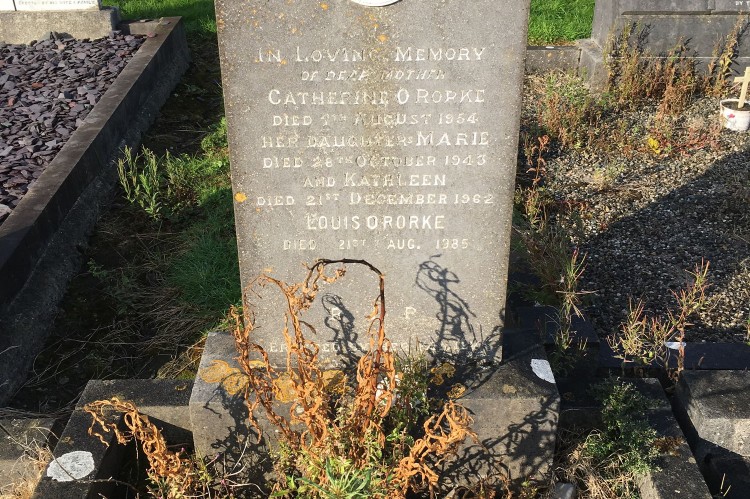 In Loving Memory
of dear mother
Catherine O'Rorke
died 7th August 1954
her daughters Marie
died 28th October 1943
and Kathleen
died 21st December 1962
Louis O'Rorke
died 21st Aug. 1985